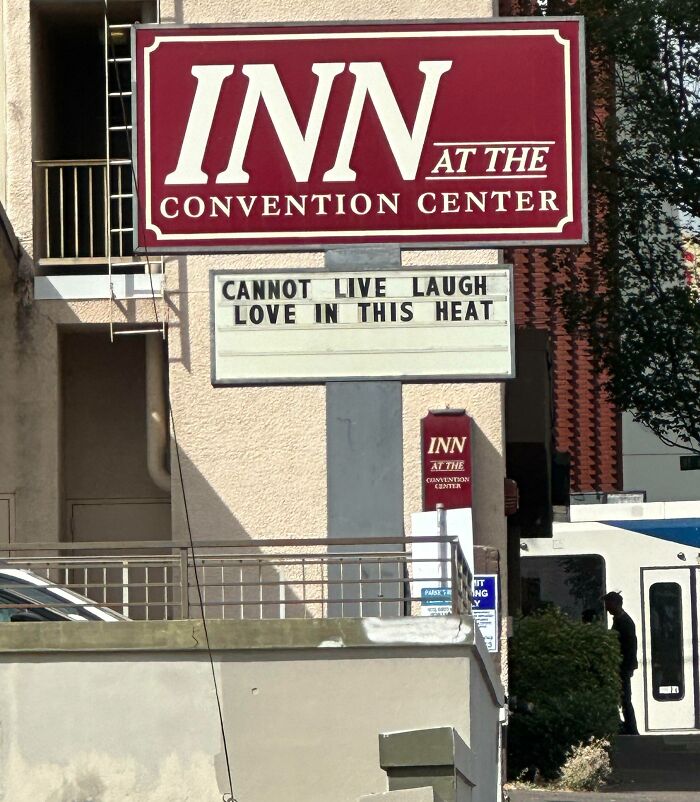 INN
AT THE
CONVENTION CENTER
CANNOT LIVE LAUGH
LOVE IN THIS HEAT
INN
AT THE
CONVENTION
CENTER